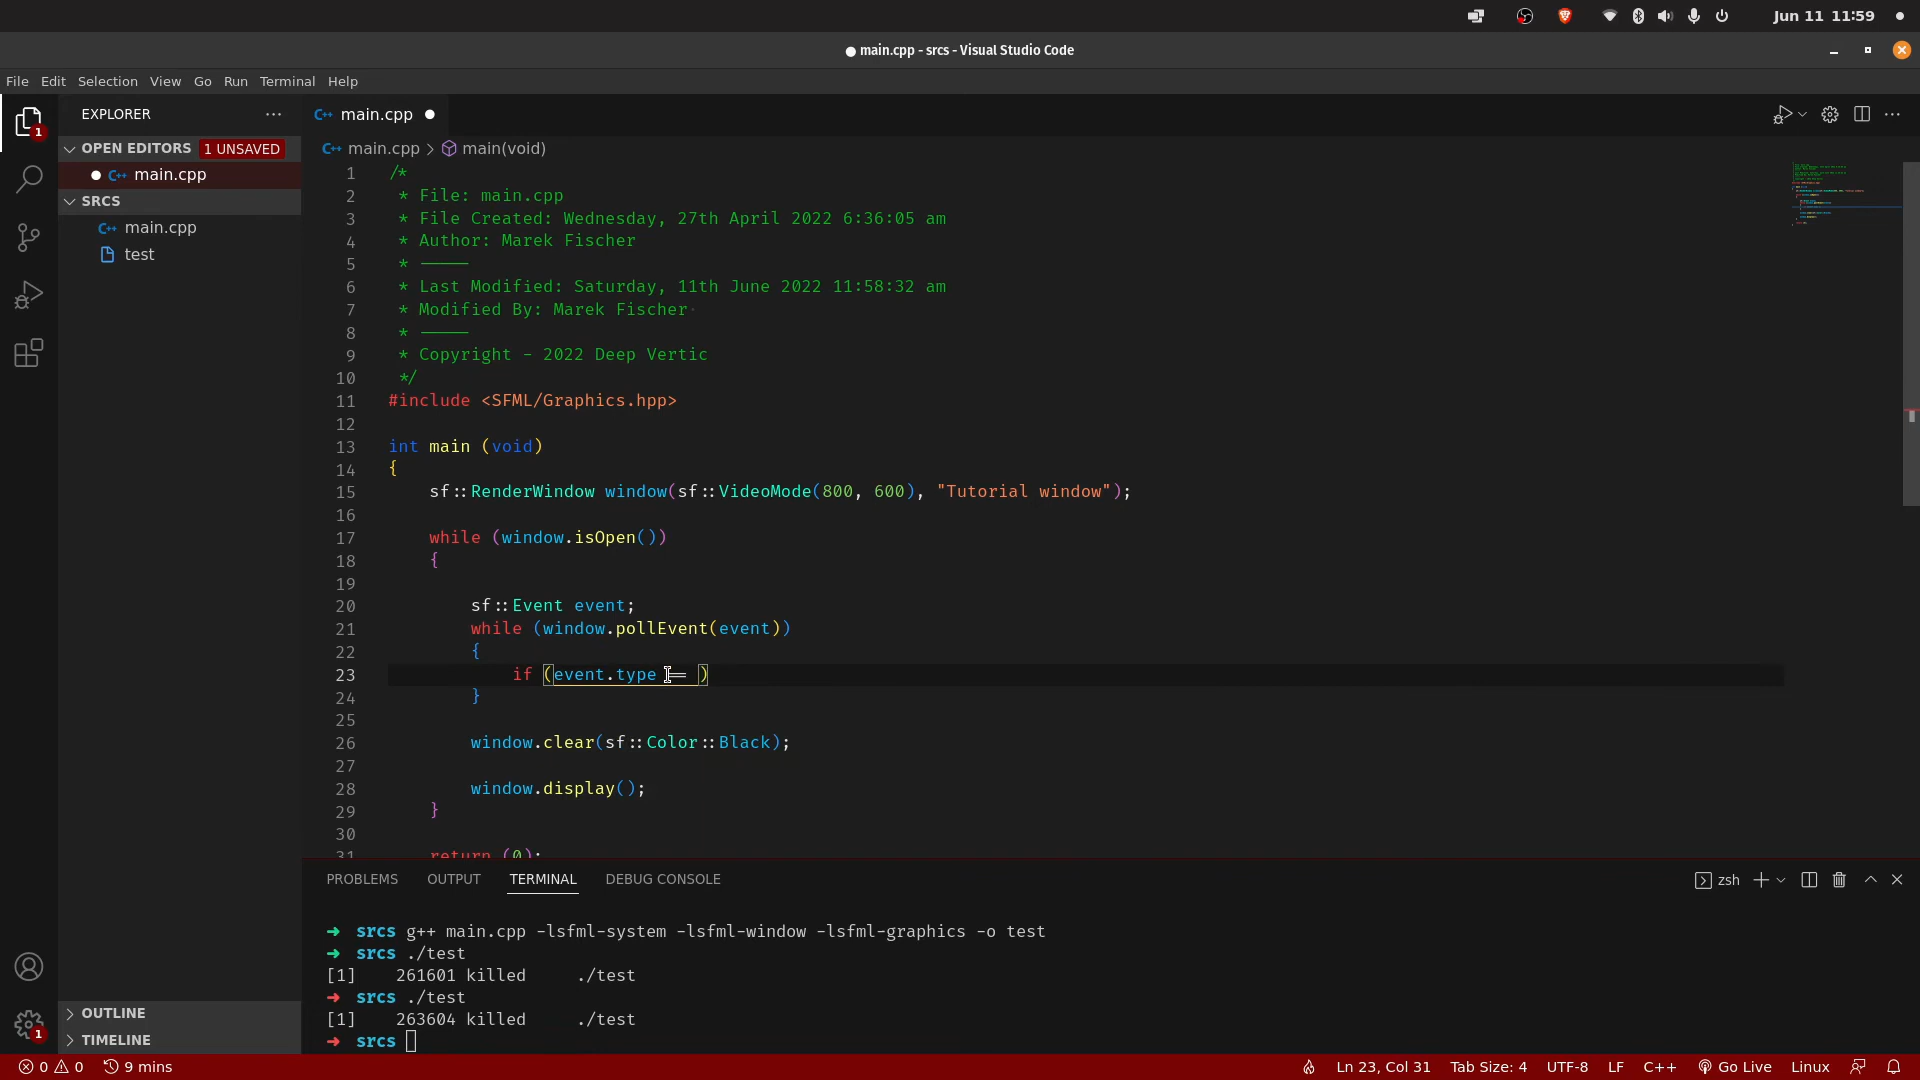 Jun 11 11:59
● main.cpp - srcs - Visual Studio Code
File Edit Selection View Go Run Terminal Help
EXPLORER
OPEN EDITORS 1 UNSAVED
main.cpp
SRCS
main.cpp
test
OUTLINE
TIMELINE
1
1
main.cpp
main.cpp > main(void)
1 /*
2 * File: main.cpp
3 * File Created: Wednesday, 27th April 2022 6:36:05 am
4 * Author: Marek Fischer
5 * -----
6 * Last Modified: Saturday, 11th June 2022 11:58:32 am
7 * Modified By: Marek Fischer
8 * -----
9 * Copyright - 2022 Deep Vertic
10 */
11 #include <SFML/Graphics.hpp>
12
13 int main (void)
14 {
15 sf::RenderWindow window(sf::VideoMode(800, 600), "Tutorial window");
16
17 while (window.isOpen())
18 {
19
20 sf::Event event;
21 while (window.pollEvent(event))
22 {
23 if (event.type == )
24 }
25
26 window.clear(sf::Color::Black);
27
28 window.display();
29 }
30
31 return (0);
PROBLEMS OUTPUT TERMINAL DEBUG CONSOLE
zsh
➜ srcs g++ main.cpp -lsfml-system -lsfml-window -lsfml-graphics -o test
➜ srcs ./test
[1] 261601 killed ./test
➜ srcs ./test
[1] 263604 killed ./test
➜ srcs
0 0 9 mins
Ln 23, Col 31 Tab Size: 4 UTF-8 LF C++ Go Live Linux